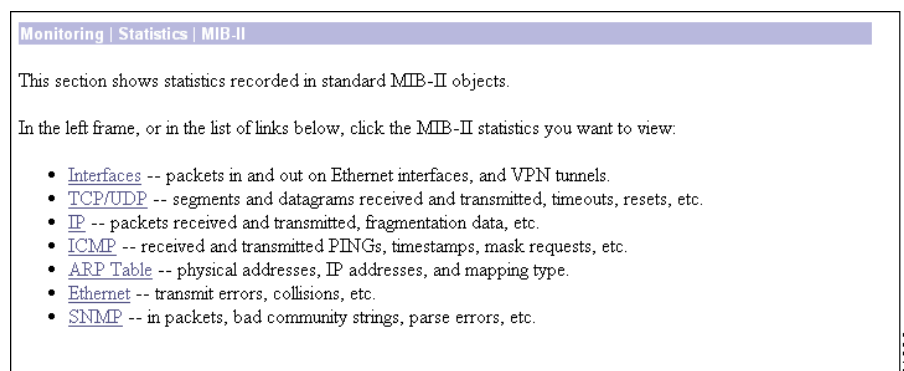 Monitoring | Statistics | MIB-II
This section shows statistics recorded in standard MIB-II objects.
In the left frame, or in the list of links below, click the MIB-II statistics you want to view:
• Interfaces -- packets in and out on Ethernet interfaces, and VPN tunnels.
• TCP/UDP -- segments and datagrams received and transmitted, timeouts, resets, etc.
• IP -- packets received and transmitted, fragmentation data, etc.
• ICMP -- received and transmitted PINGs, timestamps, mask requests, etc.
• ARP Table -- physical addresses, IP addresses, and mapping type.
• Ethernet -- transmit errors, collisions, etc.
• SNMP -- in packets, bad community strings, parse errors, etc.